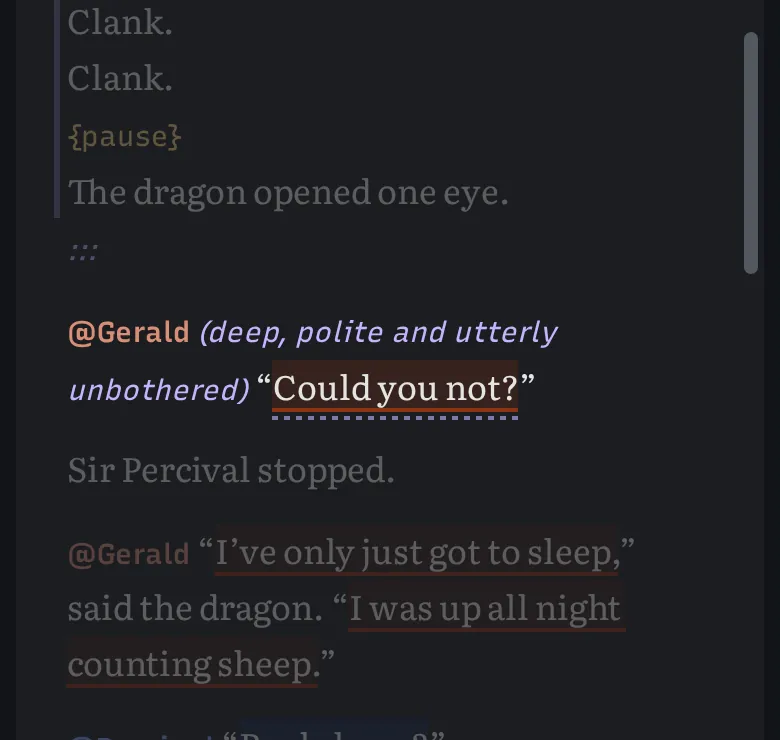 Clank.
Clank.
{pause}
The dragon opened one eye.
:::
@Gerald (deep, polite and utterly
unbothered) “Could you not?”
Sir Percival stopped.
@Gerald “I’ve only just got to sleep,”
said the dragon. “I was up all night
counting sheep.”